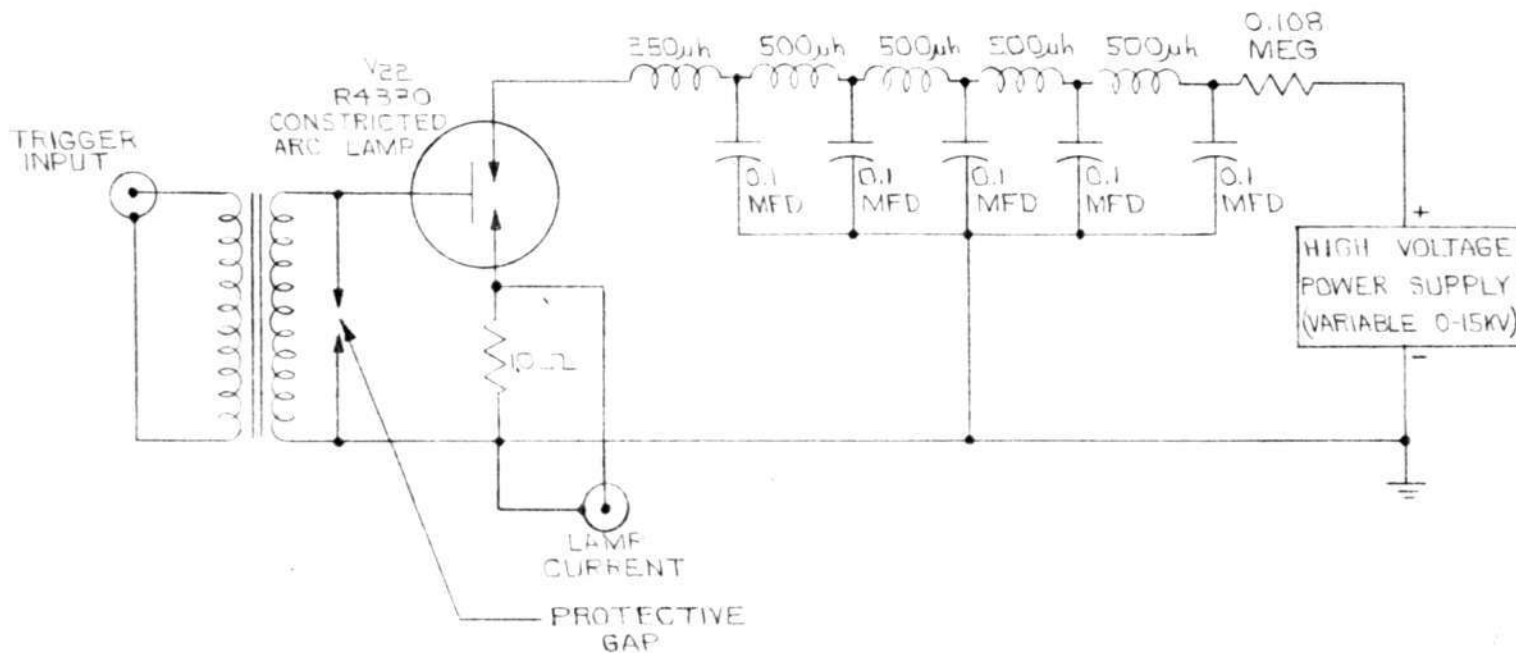 0.108
MEG
250μh 500μh 500μh 500μh 500μh
V22
R4370
CONSTRICTED
ARC LAMP
TRIGGER
INPUT
0.1
MFD
0.1
MFD
0.1
MFD
0.1
MFD
0.1
MFD
+
HIGH VOLTAGE
POWER SUPPLY
(VARIABLE 0-15KV)
-
LAMP
CURRENT
PROTECTIVE
GAP